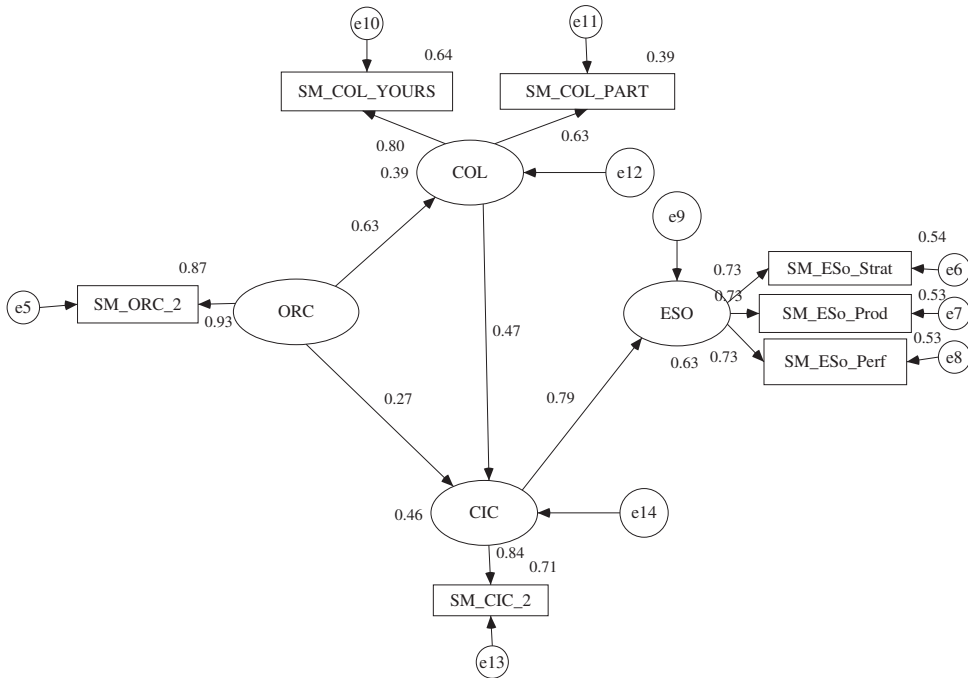 e10
e11
0.64
0.39
SM_COL_YOURS
SM_COL_PART
0.80
0.63
0.39
COL
e12
e9
0.63
0.54
0.87
0.73
SM_ESo_Strat
e6
e5
SM_ORC_2
0.93
ORC
ESO
0.73
0.53
SM_ESo_Prod
e7
0.47
0.63
0.73
0.53
SM_ESo_Perf
e8
0.27
0.79
0.46
CIC
e14
0.84
0.71
SM_CIC_2
e13